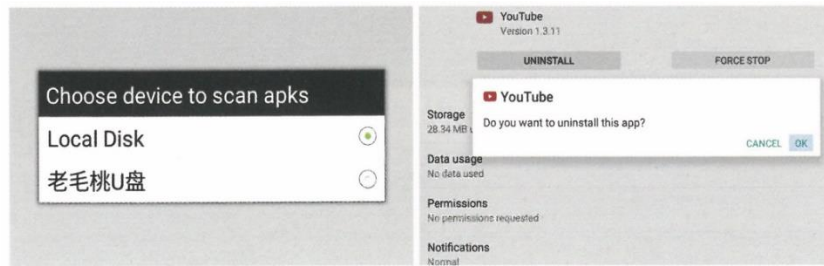 Choose device to scan apks
Local Disk
老毛桃U盘
YouTube
Version 1.3.11
UNINSTALL
FORCE STOP
YouTube
Do you want to uninstall this app?
CANCEL
OK
Storage
28.34 MB
Data usage
No data used
Permissions
No permissions requested
Notifications
Normal